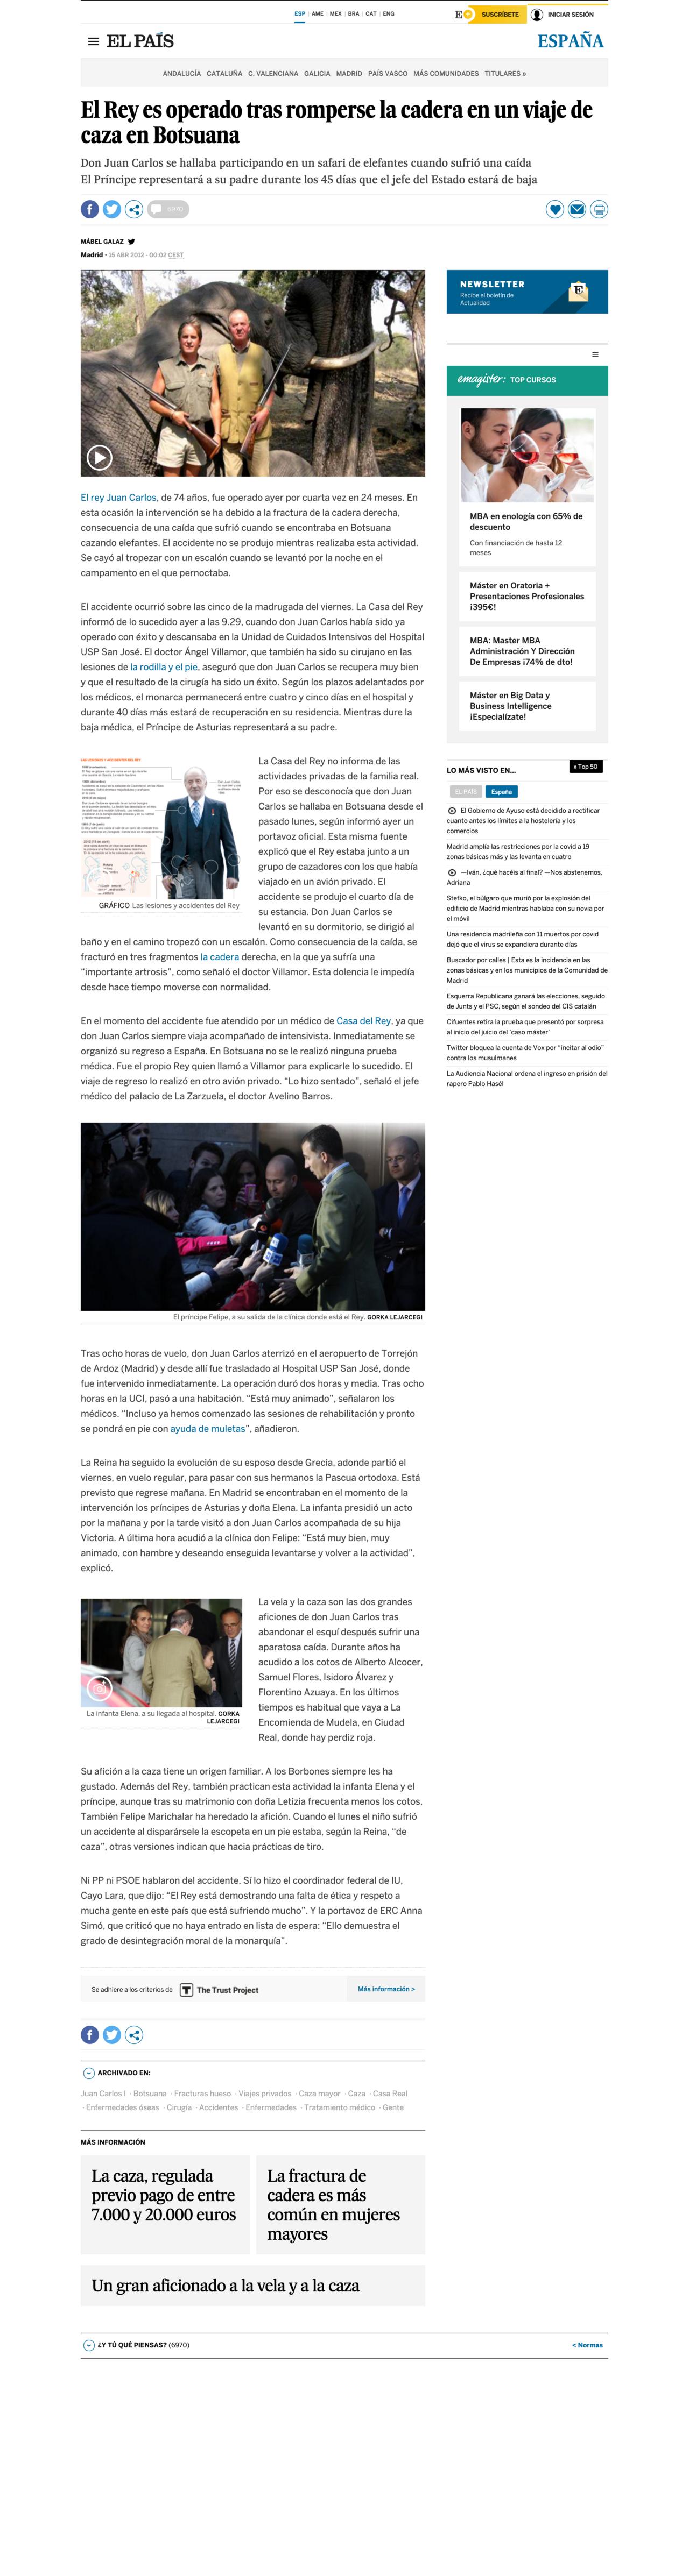 ESP AME MEX BRA CAT ENG
SUSCRÍBETE
INICIAR SESIÓN
EL PAÍS
ESPAÑA
ANDALUCÍA CATALUÑA C. VALENCIANA GALICIA MADRID PAÍS VASCO MÁS COMUNIDADES TITULARES »
El Rey es operado tras romperse la cadera en un viaje de
caza en Botsuana
Don Juan Carlos se hallaba participando en un safari de elefantes cuando sufrió una caída
El Príncipe representará a su padre durante los 45 días que el jefe del Estado estará de baja
6970
MÁBEL GALAZ
Madrid - 15 ABR 2012 - 00:02 CEST
El rey Juan Carlos, de 74 años, fue operado ayer por cuarta vez en 24 meses. En
esta ocasión la intervención se ha debido a la fractura de la cadera derecha,
consecuencia de una caída que sufrió cuando se encontraba en Botsuana
cazando elefantes. El accidente no se produjo mientras realizaba esta actividad.
Se cayó al tropezar con un escalón cuando se levantó por la noche en el
campamento en el que pernoctaba.
El accidente ocurrió sobre las cinco de la madrugada del viernes. La Casa del Rey
informó de lo sucedido ayer a las 9.29, cuando don Juan Carlos había sido ya
operado con éxito y descansaba en la Unidad de Cuidados Intensivos del Hospital
USP San José. El doctor Ángel Villamor, que también ha sido su cirujano en las
lesiones de la rodilla y el pie, aseguró que don Juan Carlos se recupera muy bien
y que el resultado de la cirugía ha sido un éxito. Según los plazos adelantados por
los médicos, el monarca permanecerá entre cuatro y cinco días en el hospital y
durante 40 días más estará de recuperación en su residencia. Mientras dure la
baja médica, el Príncipe de Asturias representará a su padre.
GRÁFICO Las lesiones y accidentes del Rey
La Casa del Rey no informa de las
actividades privadas de la familia real.
Por eso se desconocía que don Juan
Carlos se hallaba en Botsuana desde el
pasado lunes, según informó ayer un
portavoz oficial. Esta misma fuente
explicó que el Rey estaba junto a un
grupo de cazadores con los que había
viajado en un avión privado. El
accidente se produjo el cuarto día de
su estancia. Don Juan Carlos se
levantó en su dormitorio, se dirigió al
baño y en el camino tropezó con un escalón. Como consecuencia de la caída, se
fracturó en tres fragmentos la cadera derecha, en la que ya sufría una
“importante artrosis”, como señaló el doctor Villamor. Esta dolencia le impedía
desde hace tiempo moverse con normalidad.
En el momento del accidente fue atendido por un médico de Casa del Rey, ya que
don Juan Carlos siempre viaja acompañado de intensivista. Inmediatamente se
organizó su regreso a España. En Botsuana no se le realizó ninguna prueba
médica. Fue el propio Rey quien llamó a Villamor para explicarle lo sucedido. El
viaje de regreso lo realizó en otro avión privado. “Lo hizo sentado”, señaló el jefe
médico del palacio de La Zarzuela, el doctor Avelino Barros.
El príncipe Felipe, a su salida de la clínica donde está el Rey. GORKA LEJARCEGI
Tras ocho horas de vuelo, don Juan Carlos aterrizó en el aeropuerto de Torrejón
de Ardoz (Madrid) y desde allí fue trasladado al Hospital USP San José, donde
fue intervenido inmediatamente. La operación duró dos horas y media. Tras ocho
horas en la UCI, pasó a una habitación. “Está muy animado”, señalaron los
médicos. “Incluso ya hemos comenzado las sesiones de rehabilitación y pronto
se pondrá en pie con ayuda de muletas”, añadieron.
La Reina ha seguido la evolución de su esposo desde Grecia, adonde partió el
viernes, en vuelo regular, para pasar con sus hermanos la Pascua ortodoxa. Está
previsto que regrese mañana. En Madrid se encontraban en el momento de la
intervención los príncipes de Asturias y doña Elena. La infanta presidió un acto
por la mañana y por la tarde visitó a don Juan Carlos acompañada de su hija
Victoria. A última hora acudió a la clínica don Felipe: “Está muy bien, muy
animado, con hambre y deseando enseguida levantarse y volver a la actividad”,
explicó.
La infanta Elena, a su llegada al hospital. GORKA
LEJARCEGI
La vela y la caza son las dos grandes
aficiones de don Juan Carlos tras
abandonar el esquí después sufrir una
aparatosa caída. Durante años ha
acudido a los cotos de Alberto Alcocer,
Samuel Flores, Isidoro Álvarez y
Florentino Azuaya. En los últimos
tiempos es habitual que vaya a La
Encomienda de Mudela, en Ciudad
Real, donde hay perdiz roja.
Su afición a la caza tiene un origen familiar. A los Borbones siempre les ha
gustado. Además del Rey, también practican esta actividad la infanta Elena y el
príncipe, aunque tras su matrimonio con doña Letizia frecuenta menos los cotos.
También Felipe Marichalar ha heredado la afición. Cuando el lunes el niño sufrió
un accidente al disparársele la escopeta en un pie estaba, según la Reina, “de
caza”, otras versiones indican que hacía prácticas de tiro.
Ni PP ni PSOE hablaron del accidente. Sí lo hizo el coordinador federal de IU,
Cayo Lara, que dijo: “El Rey está demostrando una falta de ética y respeto a
mucha gente en este país que está sufriendo mucho”. Y la portavoz de ERC Anna
Simó, que criticó que no haya entrado en lista de espera: “Ello demuestra el
grado de desintegración moral de la monarquía”.
Se adhiere a los criterios de The Trust Project Más información >
ARCHIVADO EN:
Juan Carlos I · Botsuana · Fracturas hueso · Viajes privados · Caza mayor · Caza · Casa Real
· Enfermedades óseas · Cirugía · Accidentes · Enfermedades · Tratamiento médico · Gente
MÁS INFORMACIÓN
La caza, regulada
previo pago de entre
7.000 y 20.000 euros
La fractura de
cadera es más
común en mujeres
mayores
Un gran aficionado a la vela y a la caza
¿Y TÚ QUÉ PIENSAS? (6970)
< Normas
NEWSLETTER
Recibe el boletín de
Actualidad
emagister: TOP CURSOS
MBA en enología con 65% de
descuento
Con financiación de hasta 12
meses
Máster en Oratoria +
Presentaciones Profesionales
¡395€!
MBA: Master MBA
Administración Y Dirección
De Empresas ¡74% de dto!
Máster en Big Data y
Business Intelligence
¡Especialízate!
LO MÁS VISTO EN...
» Top 50
EL PAÍS
España
El Gobierno de Ayuso está decidido a rectificar
cuanto antes los límites a la hostelería y los
comercios
Madrid amplía las restricciones por la covid a 19
zonas básicas más y las levanta en cuatro
—Iván, ¿qué hacéis al final? —Nos abstenemos,
Adriana
Stefko, el búlgaro que murió por la explosión del
edificio de Madrid mientras hablaba con su novia por
el móvil
Una residencia madrileña con 11 muertos por covid
dejó que el virus se expandiera durante días
Buscador por calles | Esta es la incidencia en las
zonas básicas y en los municipios de la Comunidad de
Madrid
Esquerra Republicana ganará las elecciones, seguido
de Junts y el PSC, según el sondeo del CIS catalán
Cifuentes retira la prueba que presentó por sorpresa
al inicio del juicio del ‘caso máster’
Twitter bloquea la cuenta de Vox por “incitar al odio”
contra los musulmanes
La Audiencia Nacional ordena el ingreso en prisión del
rapero Pablo Hasél